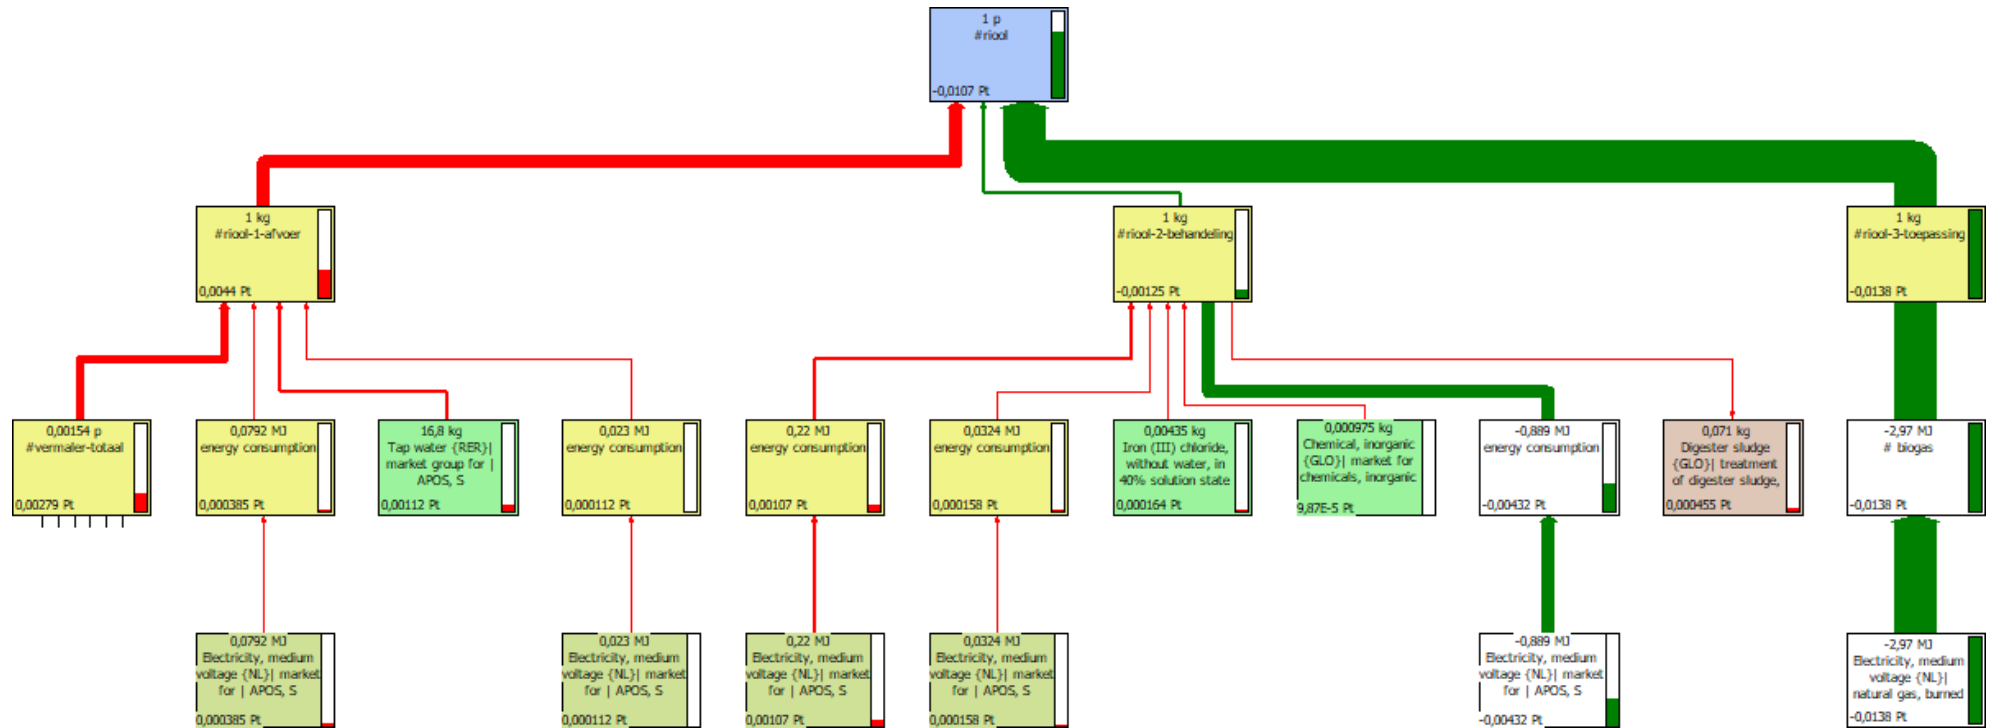 1 p
#riool
-0,0107 Pt
1 kg
#riool-1-afvoer
0,0044 Pt
1 kg
#riool-2-behandeling
-0,00125 Pt
1 kg
#riool-3-toepassing
-0,0138 Pt
0,00154 p
#vermaler-totaal
0,00279 Pt
0,0792 MJ
energy consumption
0,000385 Pt
16,8 kg
Tap water {RER}|
market group for |
APOS, S
0,00112 Pt
0,023 MJ
energy consumption
0,000112 Pt
0,22 MJ
energy consumption
0,00107 Pt
0,0324 MJ
energy consumption
0,000158 Pt
0,00435 kg
Iron (III) chloride,
without water, in
40% solution state
0,000164 Pt
0,000975 kg
Chemical, inorganic
{GLO}| market for
chemicals, inorganic
9,87E-5 Pt
-0,889 MJ
energy consumption
-0,00432 Pt
0,071 kg
Digester sludge
{GLO}| treatment
of digester sludge,
0,000455 Pt
-2,97 MJ
# biogas
-0,0138 Pt
0,0792 MJ
Electricity, medium
voltage {NL}| market
for | APOS, S
0,000385 Pt
0,023 MJ
Electricity, medium
voltage {NL}| market
for | APOS, S
0,000112 Pt
0,22 MJ
Electricity, medium
voltage {NL}| market
for | APOS, S
0,00107 Pt
0,0324 MJ
Electricity, medium
voltage {NL}| market
for | APOS, S
0,000158 Pt
-0,889 MJ
Electricity, medium
voltage {NL}| market
for | APOS, S
-0,00432 Pt
-2,97 MJ
Electricity, medium
voltage {NL}|
natural gas, burned
-0,0138 Pt